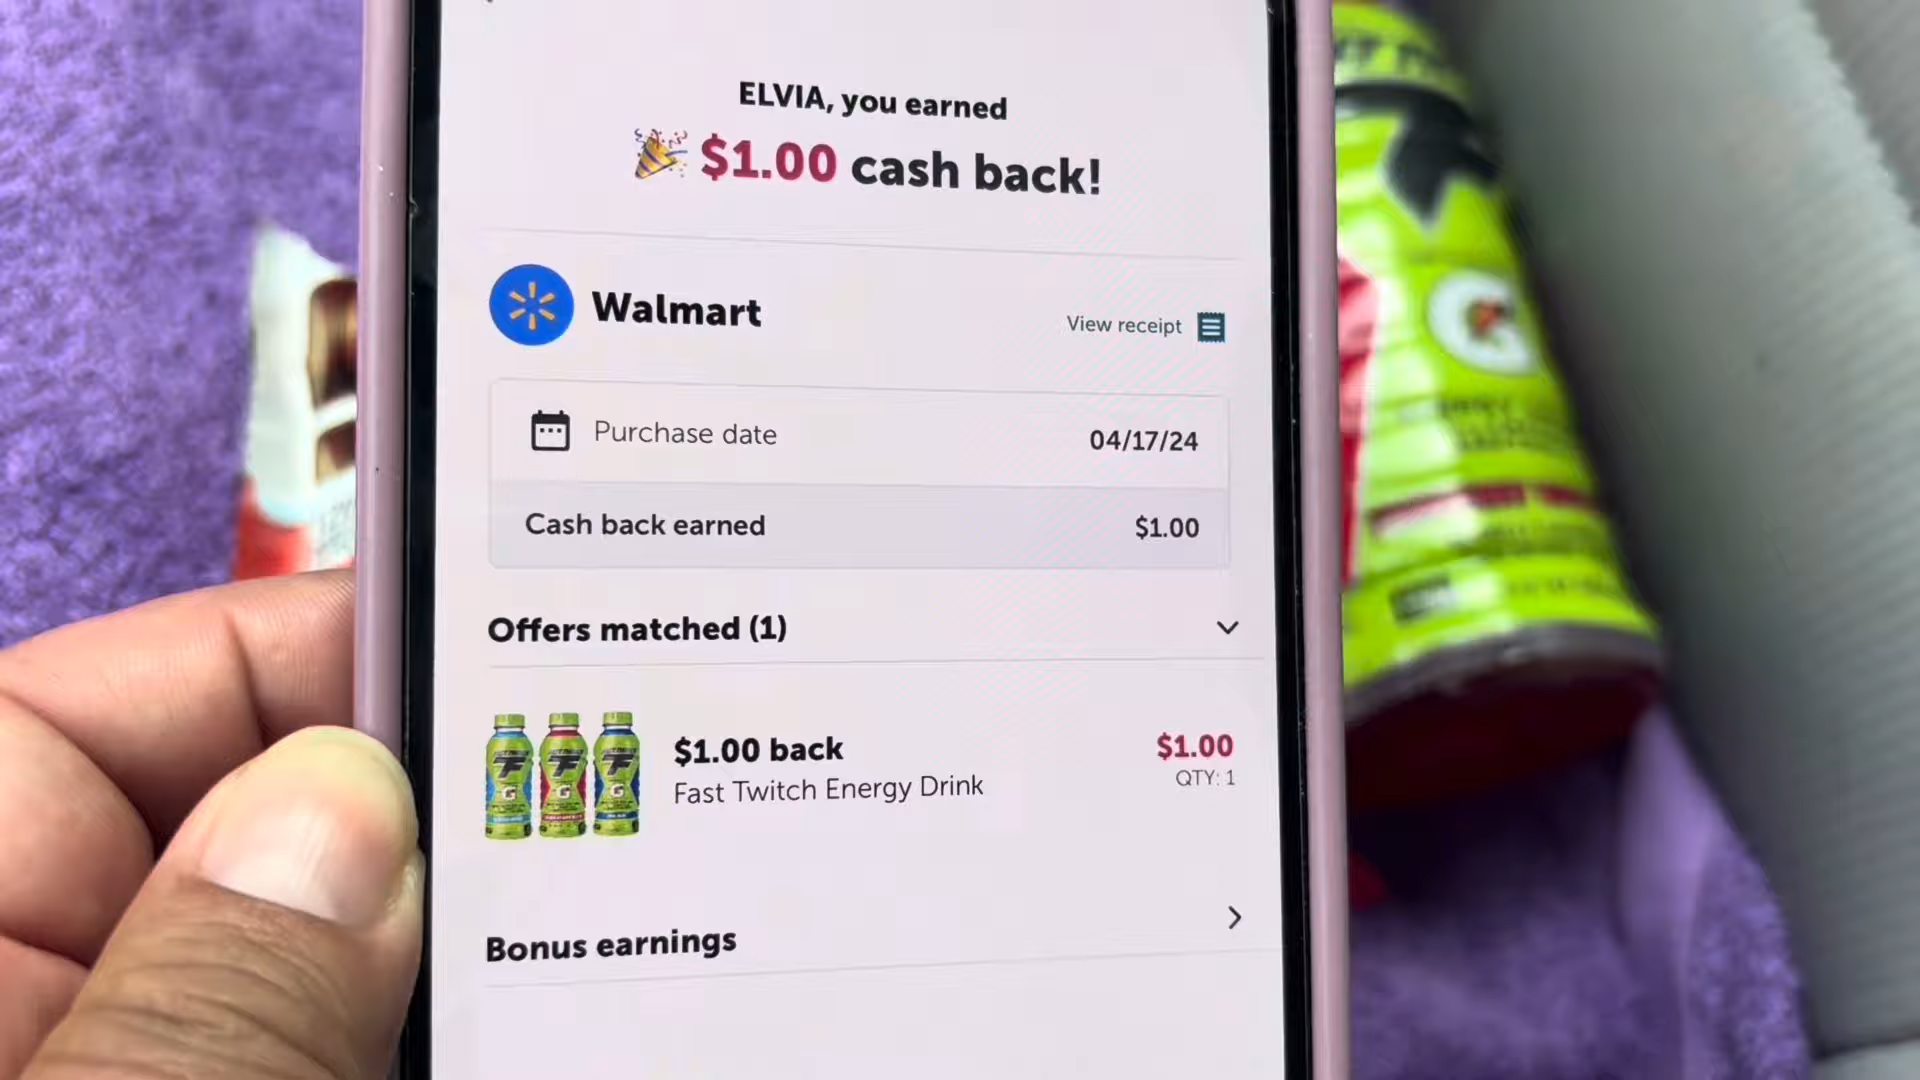 ELVIA, you earned
$1.00 cash back!
Walmart
View receipt
Purchase date
04/17/24
Cash back earned
$1.00
Offers matched (1)
$1.00 back
$1.00
Fast Twitch Energy Drink
QTY: 1
Bonus earnings
G